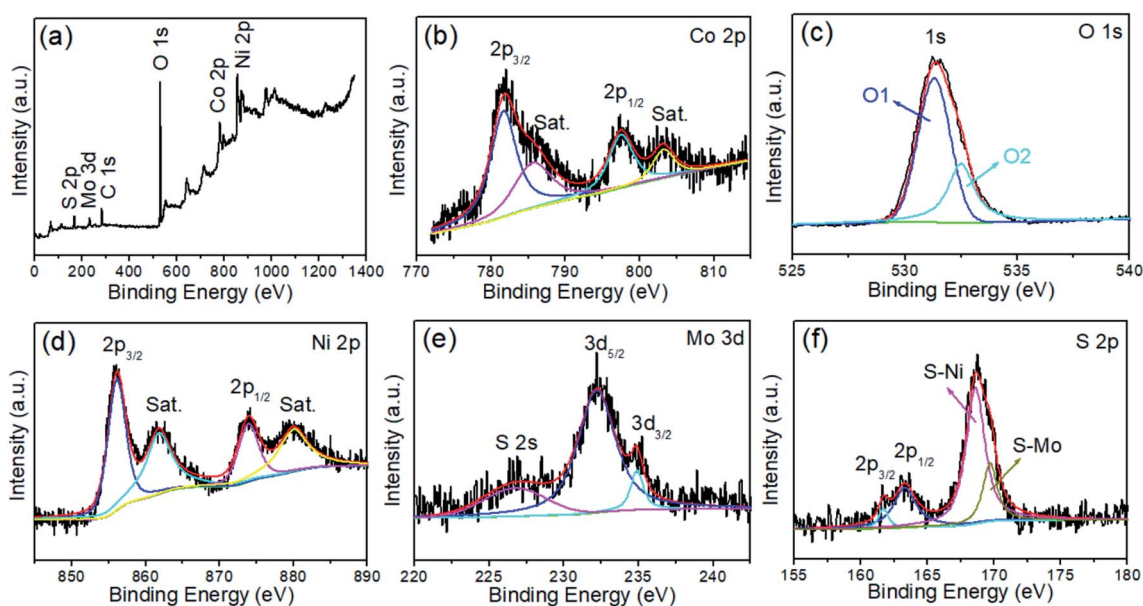 (a)
O 1s
Ni 2p
Co 2p
S 2p
Mo 3d
C 1s
Intensity (a.u.)
0 200 400 600 800 1000 1200 1400
Binding Energy (eV)
(b)
Co 2p
2p3/2
Sat.
2p1/2
Sat.
Intensity (a.u.)
770 780 790 800 810
Binding Energy (eV)
(c)
O 1s
1s
O1
O2
Intensity (a.u.)
525 530 535 540
Binding Energy (eV)
(d)
Ni 2p
2p3/2
Sat.
2p1/2
Sat.
Intensity (a.u.)
850 860 870 880 890
Binding Energy (eV)
(e)
Mo 3d
3d5/2
3d3/2
S 2s
Intensity (a.u.)
220 225 230 235 240
Binding Energy (eV)
(f)
S 2p
S-Ni
S-Mo
2p3/2
2p1/2
Intensity (a.u.)
155 160 165 170 175 180
Binding Energy (eV)